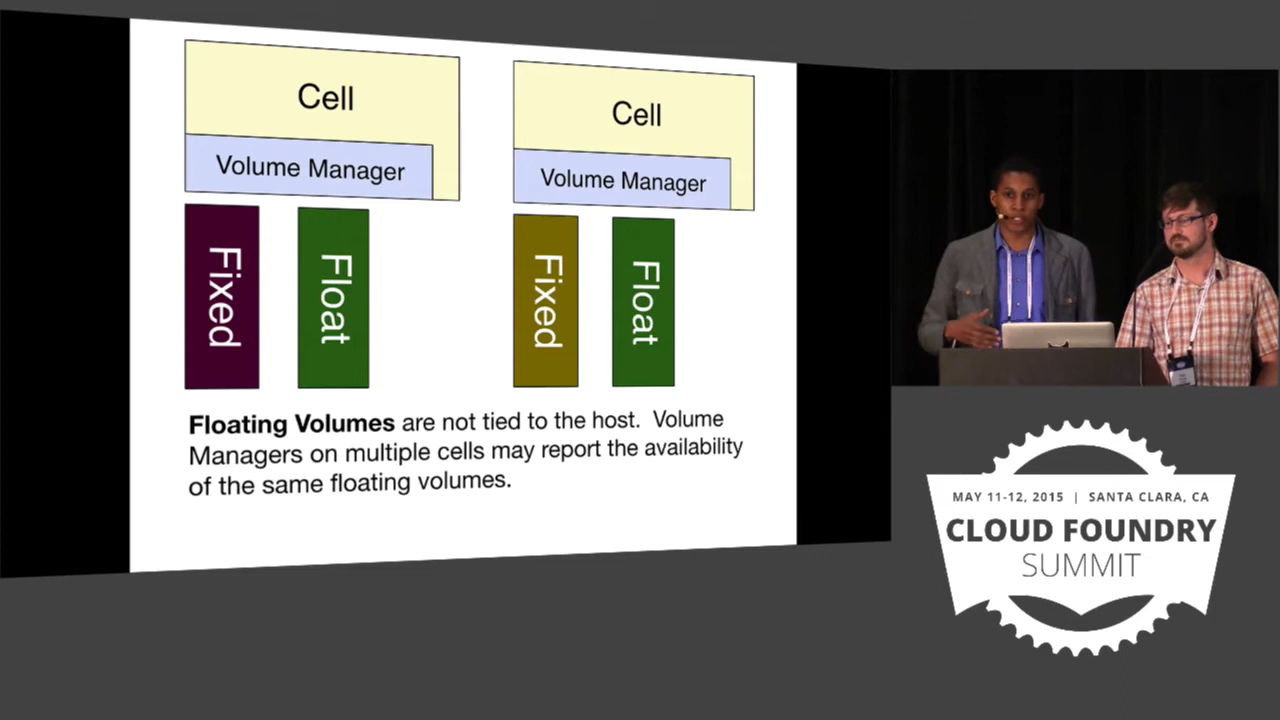 Cell
Volume Manager
Fixed
Float
Cell
Volume Manager
Fixed
Float
Floating Volumes are not tied to the host. Volume
Managers on multiple cells may report the availability
of the same floating volumes.
MAY 11-12, 2015 | SANTA CLARA, CA
CLOUD FOUNDRY
SUMMIT